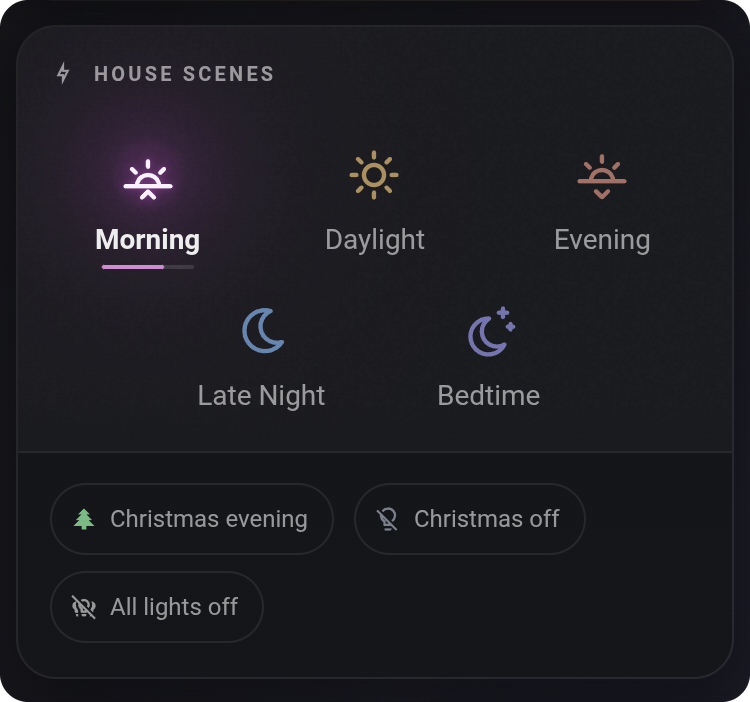 HOUSE SCENES
Morning
Daylight
Evening
Late Night
Bedtime
Christmas evening
Christmas off
All lights off